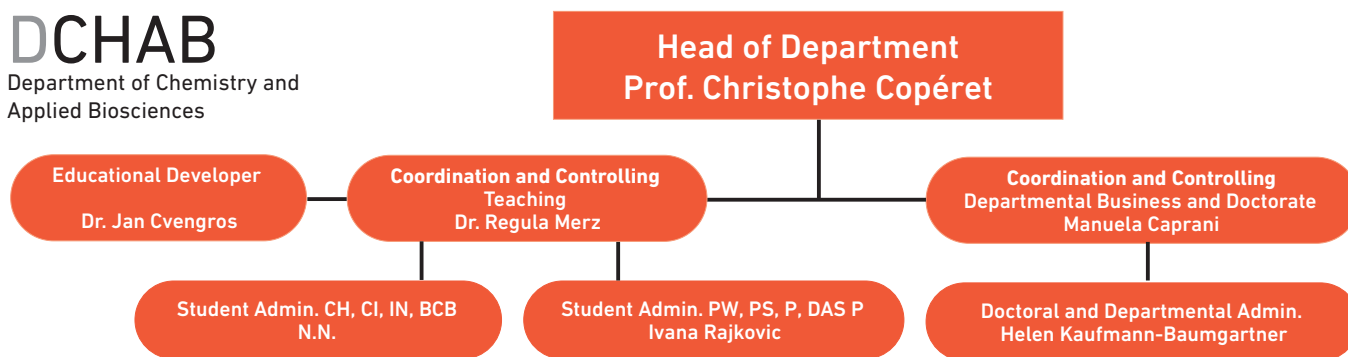 DCHAB
Department of Chemistry and
Applied Biosciences
Head of Department
Prof. Christophe Copéret
Educational Developer
Dr. Jan Cvengros
Coordination and Controlling
Teaching
Dr. Regula Merz
Coordination and Controlling
Departmental Business and Doctorate
Manuela Caprani
Student Admin. CH, CI, IN, BCB
N.N.
Student Admin. PW, PS, P, DAS P
Ivana Rajkovic
Doctoral and Departmental Admin.
Helen Kaufmann-Baumgartner